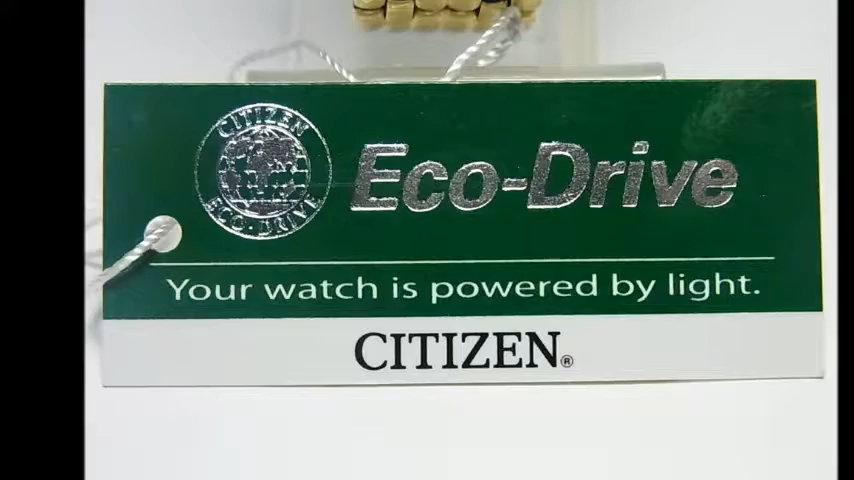 CITIZEN
ECO-DRIVE
Eco-Drive
Your watch is powered by light.
CITIZEN®